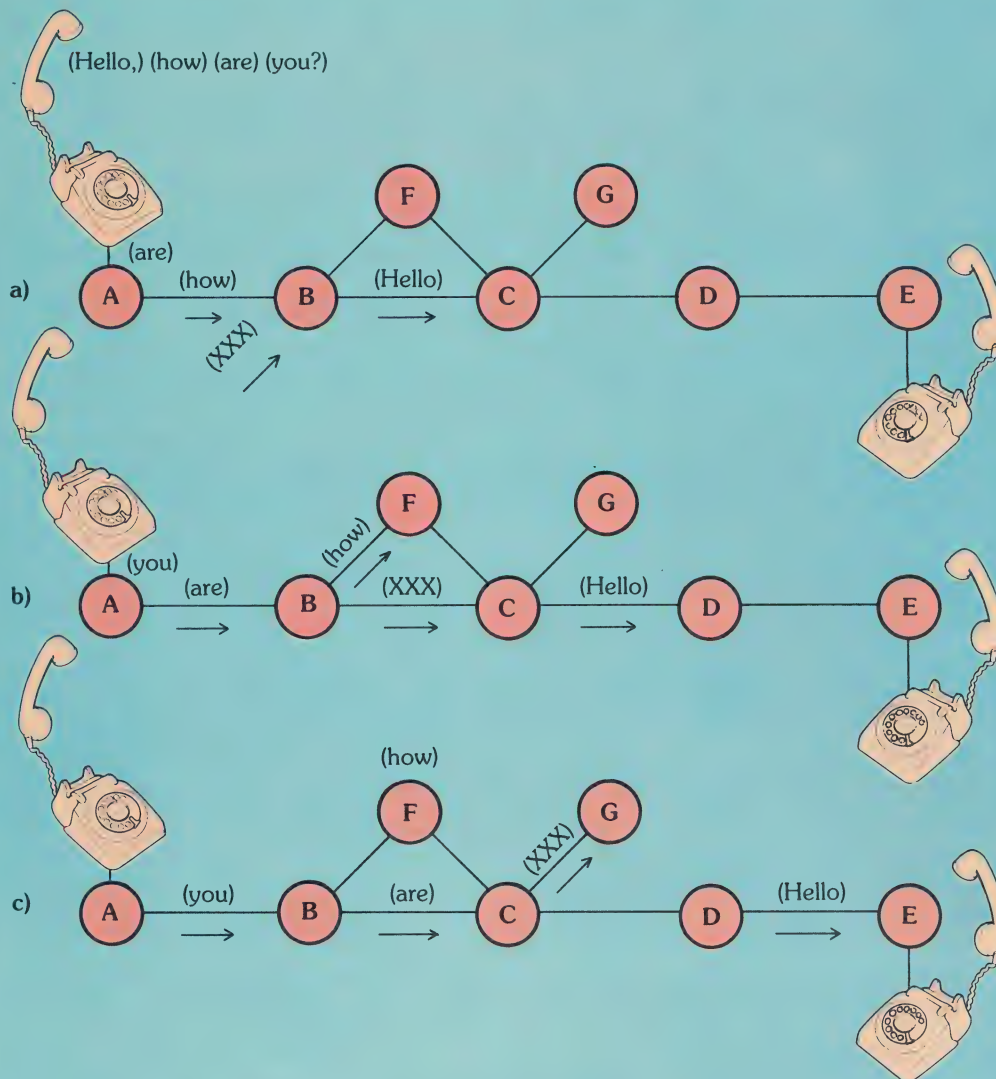 (Hello,) (how) (are) (you?)
F G
(are)
(how) (Hello)
a) A B C D E
(XXX)
F G
(how)
(you)
(are) (XXX) (Hello)
b) A B C D E
(how)
F G
(XXX)
(you) (are) (Hello)
c) A B C D E